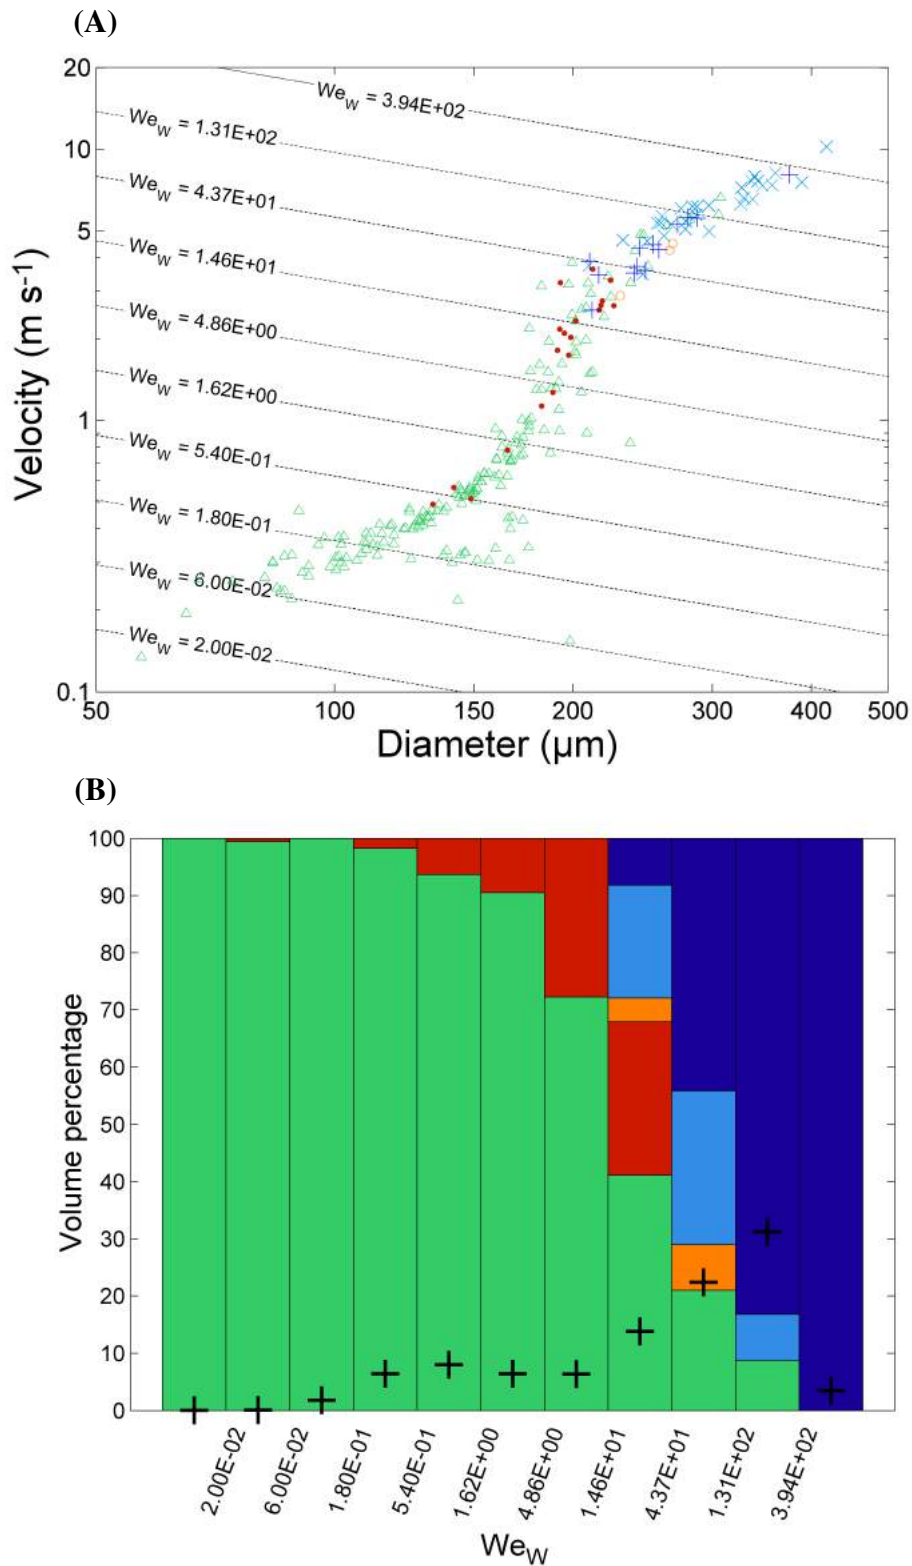 (A)
20
10
5
1
0.1
Velocity (m s-1)
We_W = 3.94E+02
We_W = 1.31E+02
We_W = 4.37E+01
We_W = 1.46E+01
We_W = 4.86E+00
We_W = 1.62E+00
We_W = 5.40E-01
We_W = 1.80E-01
We_W = 6.00E-02
We_W = 2.00E-02
50 100 150 200 300 400 500
Diameter (µm)
(B)
100
90
80
70
60
50
40
30
20
10
0
Volume percentage
2.00E-02 6.00E-02 1.80E-01 5.40E-01 1.62E+00 4.86E+00 1.46E+01 4.37E+01 1.31E+02 3.94E+02
We_W